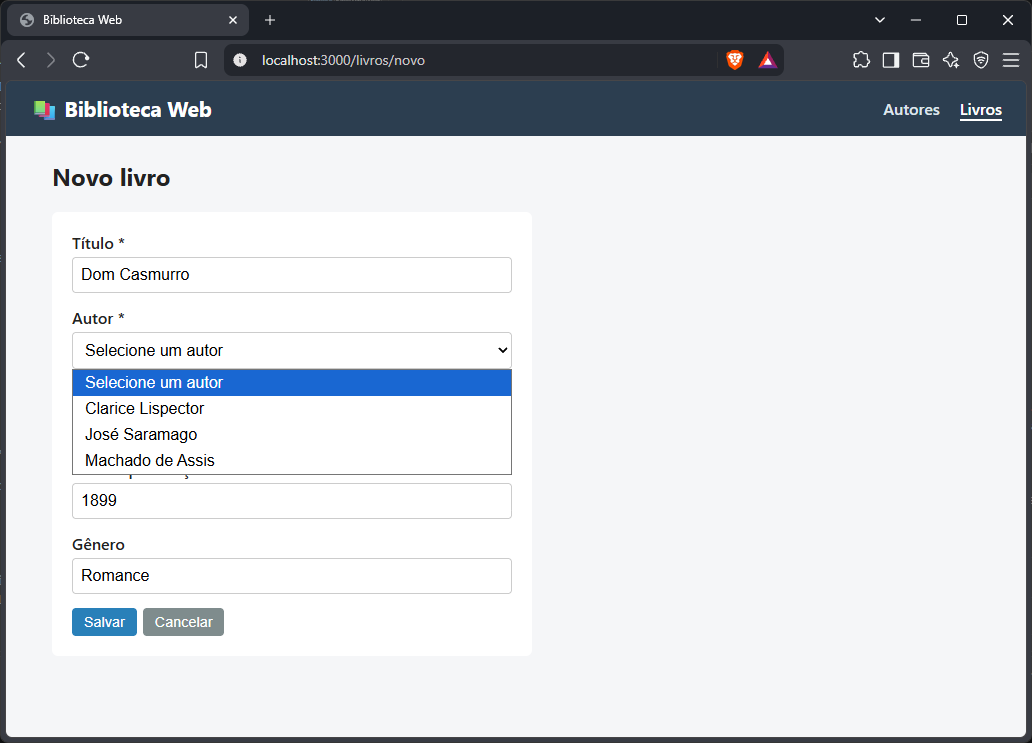 Biblioteca Web
localhost:3000/livros/novo
Biblioteca Web
Autores
Livros
Novo livro
Título *
Dom Casmurro
Autor *
Selecione um autor
Selecione um autor
Clarice Lispector
José Saramago
Machado de Assis
1899
Gênero
Romance
Salvar
Cancelar